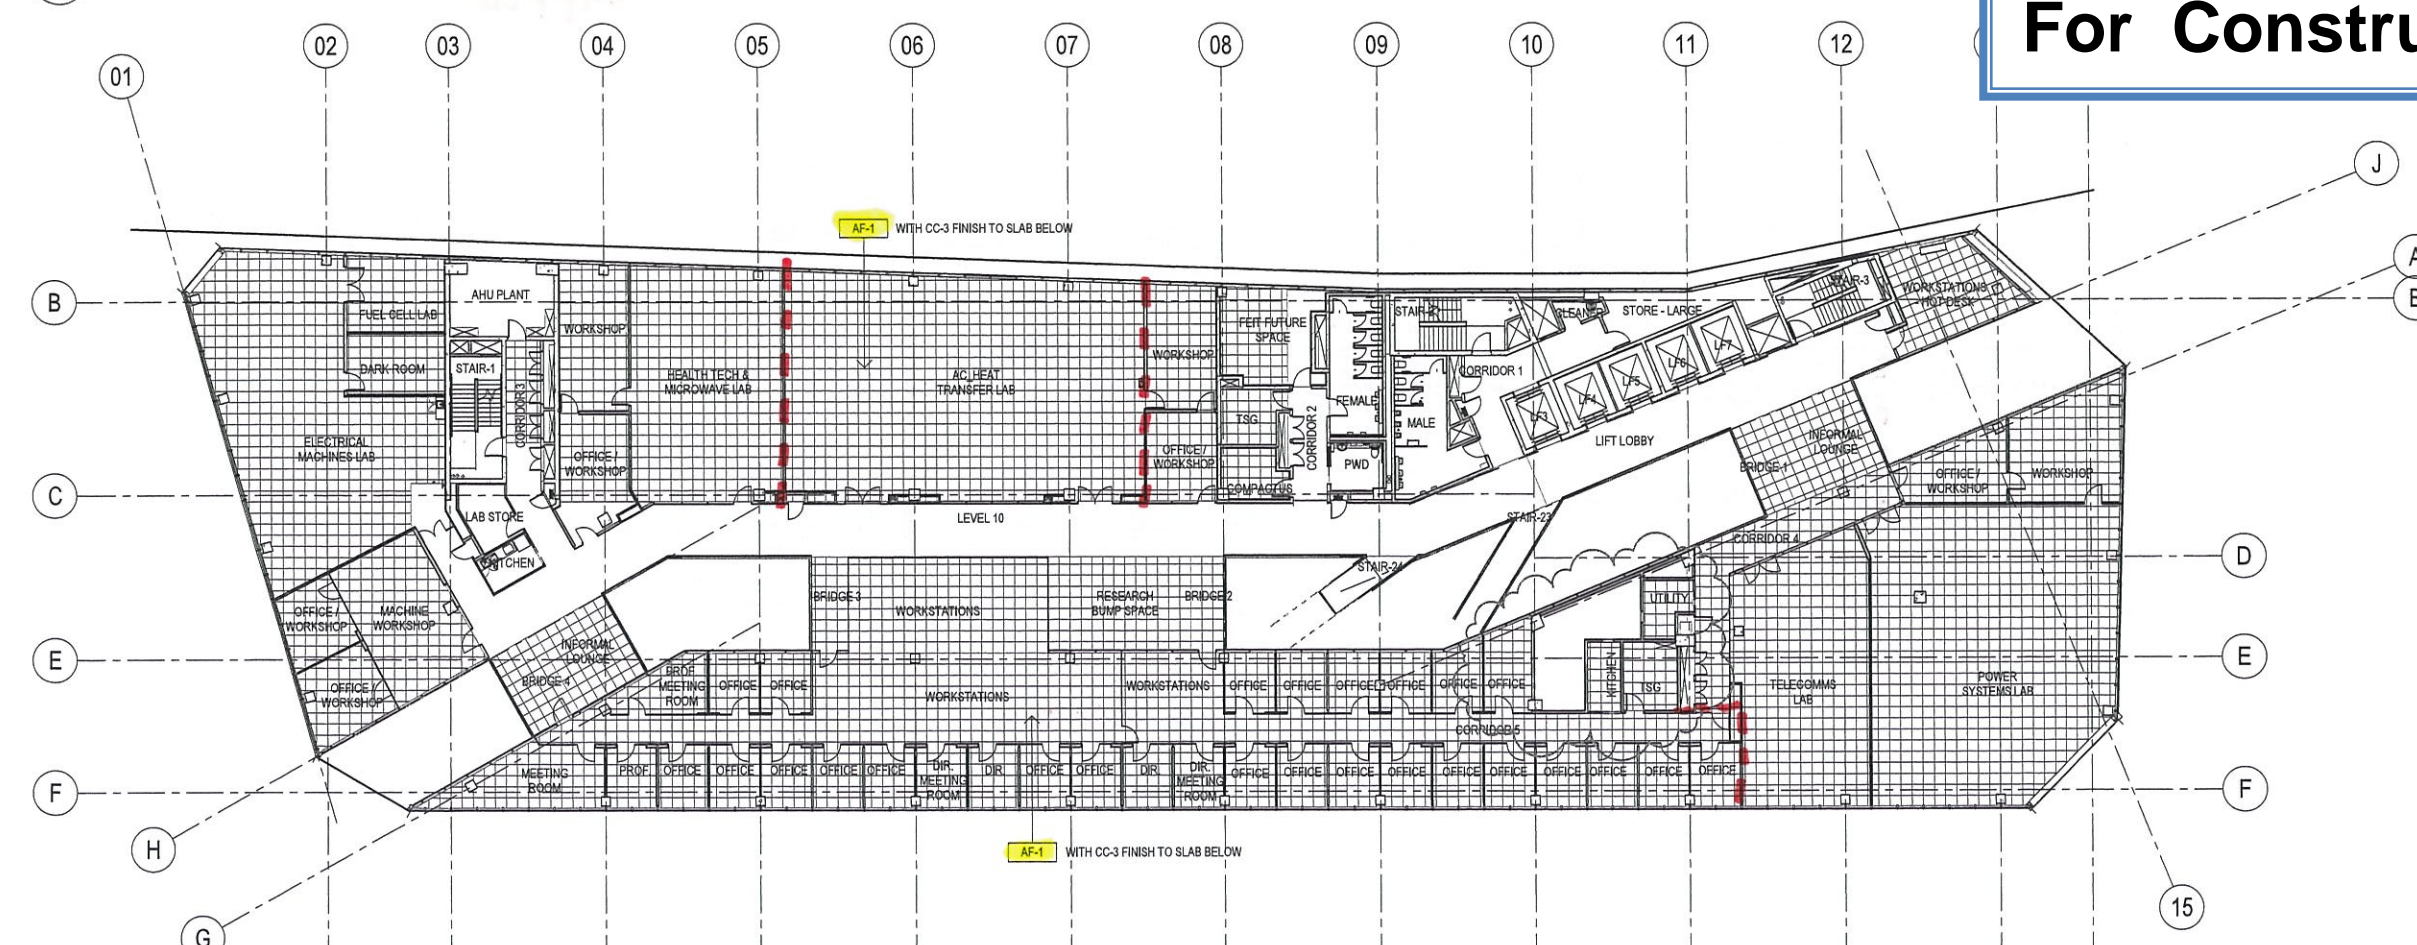 For Constru
02
03
04
05
06
07
08
09
10
11
12
01
J
A
AF-1 WITH CC-3 FINISH TO SLAB BELOW
B
AHU PLANT
STAIR-3
WORKSTATIONS
- HOT DESK
FUEL CELL LAB
WORKSHOP
FEIT FUTURE
SPACE
STAIR-2
CLEANER
STORE - LARGE
DARK ROOM
STAIR-1
HEALTH TECH &
MICROWAVE LAB
AC_HEAT
TRANSFER LAB
WORKSHOP
CORRIDOR 1
LF3
LF4
LF5
LF6
LF7
CORRIDOR 3
FEMALE
TSG
CORRIDOR 2
MALE
LIFT LOBBY
ELECTRICAL
MACHINES LAB
OFFICE /
WORKSHOP
OFFICE /
WORKSHOP
PWD
BRIDGE 1
INFORMAL
LOUNGE
OFFICE /
WORKSHOP
WORKSHOP
C
COMPACTUS
LAB STORE
LEVEL 10
STAIR-23
CORRIDOR 4
D
KITCHEN
STAIR-24
BRIDGE 3
WORKSTATIONS
RESEARCH
BUMP SPACE
BRIDGE 2
UTILITY
OFFICE /
WORKSHOP
MACHINE
WORKSHOP
INFORMAL
LOUNGE
E
E
BRIDGE 4
PROF.
MEETING
ROOM
OFFICE
OFFICE
WORKSTATIONS
WORKSTATIONS
OFFICE
OFFICE
OFFICE
OFFICE
OFFICE
OFFICE
KITCHEN
TSG
TELECOMMS
LAB
POWER
SYSTEMS LAB
OFFICE /
WORKSHOP
CORRIDOR 5
MEETING
ROOM
PROF.
OFFICE
OFFICE
OFFICE
OFFICE
OFFICE
DIR.
MEETING
ROOM
DIR.
OFFICE
OFFICE
DIR.
DIR.
MEETING
ROOM
OFFICE
OFFICE
OFFICE
OFFICE
OFFICE
OFFICE
OFFICE
OFFICE
OFFICE
OFFICE
F
F
H
AF-1 WITH CC-3 FINISH TO SLAB BELOW
G
15